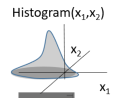 Histogram(x₁,x₂)
x₂
x₁